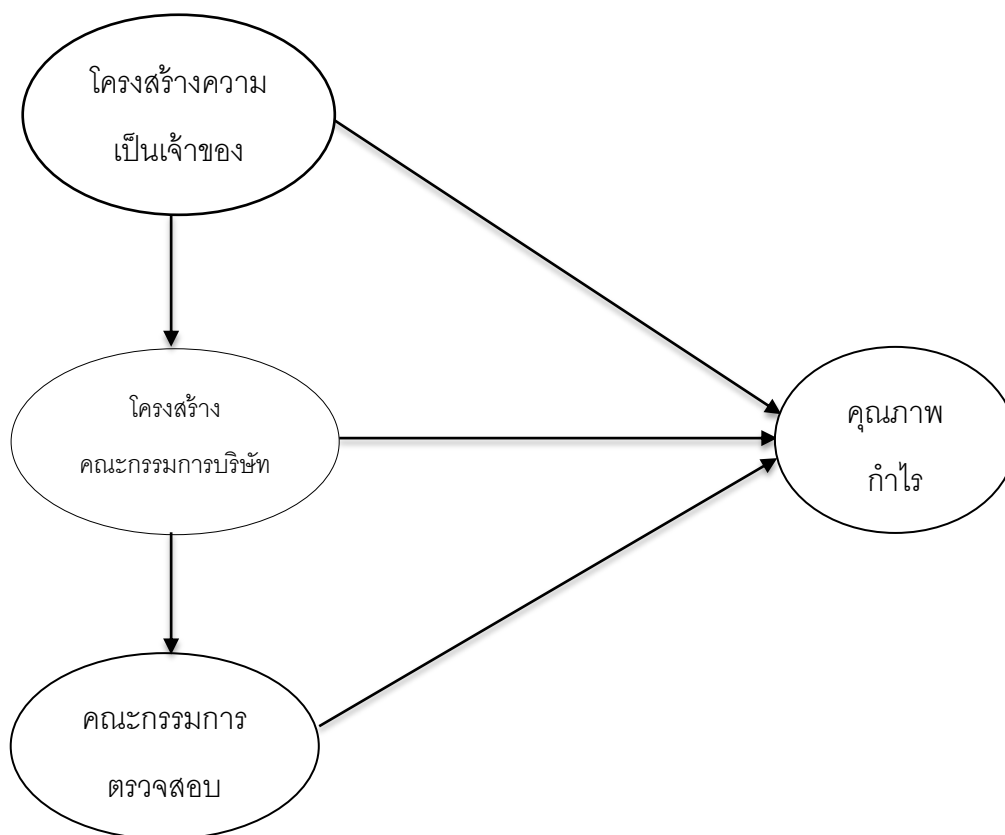 โครงสร้างความ
เป็นเจ้าของ
โครงสร้าง
คณะกรรมการบริษัท
คุณภาพ
กำไร
คณะกรรมการ
ตรวจสอบ